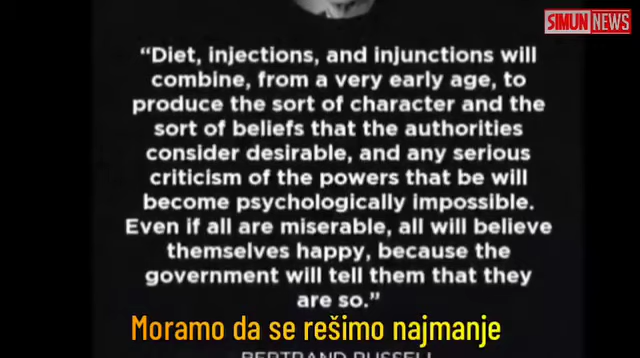 SIMUN NEWS
“Diet, injections, and injunctions will
combine, from a very early age, to
produce the sort of character and the
sort of beliefs that the authorities
consider desirable, and any serious
criticism of the powers that be will
become psychologically impossible.
Even if all are miserable, all will believe
themselves happy, because the
government will tell them that they
are so.”
Moramo da se rešimo najmanje
BERTRAND RUSSELL